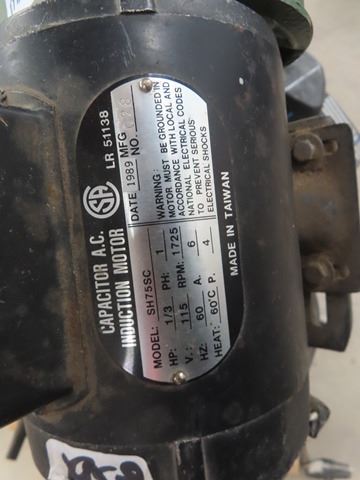 CAPACITOR A.C.
INDUCTION MOTOR
LR 51138
DATE 1989 MFG. NO.
MODEL: SH75SC
HP: 1/3 PH: 1
V.: 115 RPM: 1725
HZ: 60 A. 6
HEAT: 60°C P. 4
WARNING:
MOTOR MUST BE GROUNDED IN
ACCORDANCE WITH LOCAL AND
NATIONAL ELECTRICAL CODES
TO PREVENT SERIOUS
ELECTRICAL SHOCKS
MADE IN TAIWAN